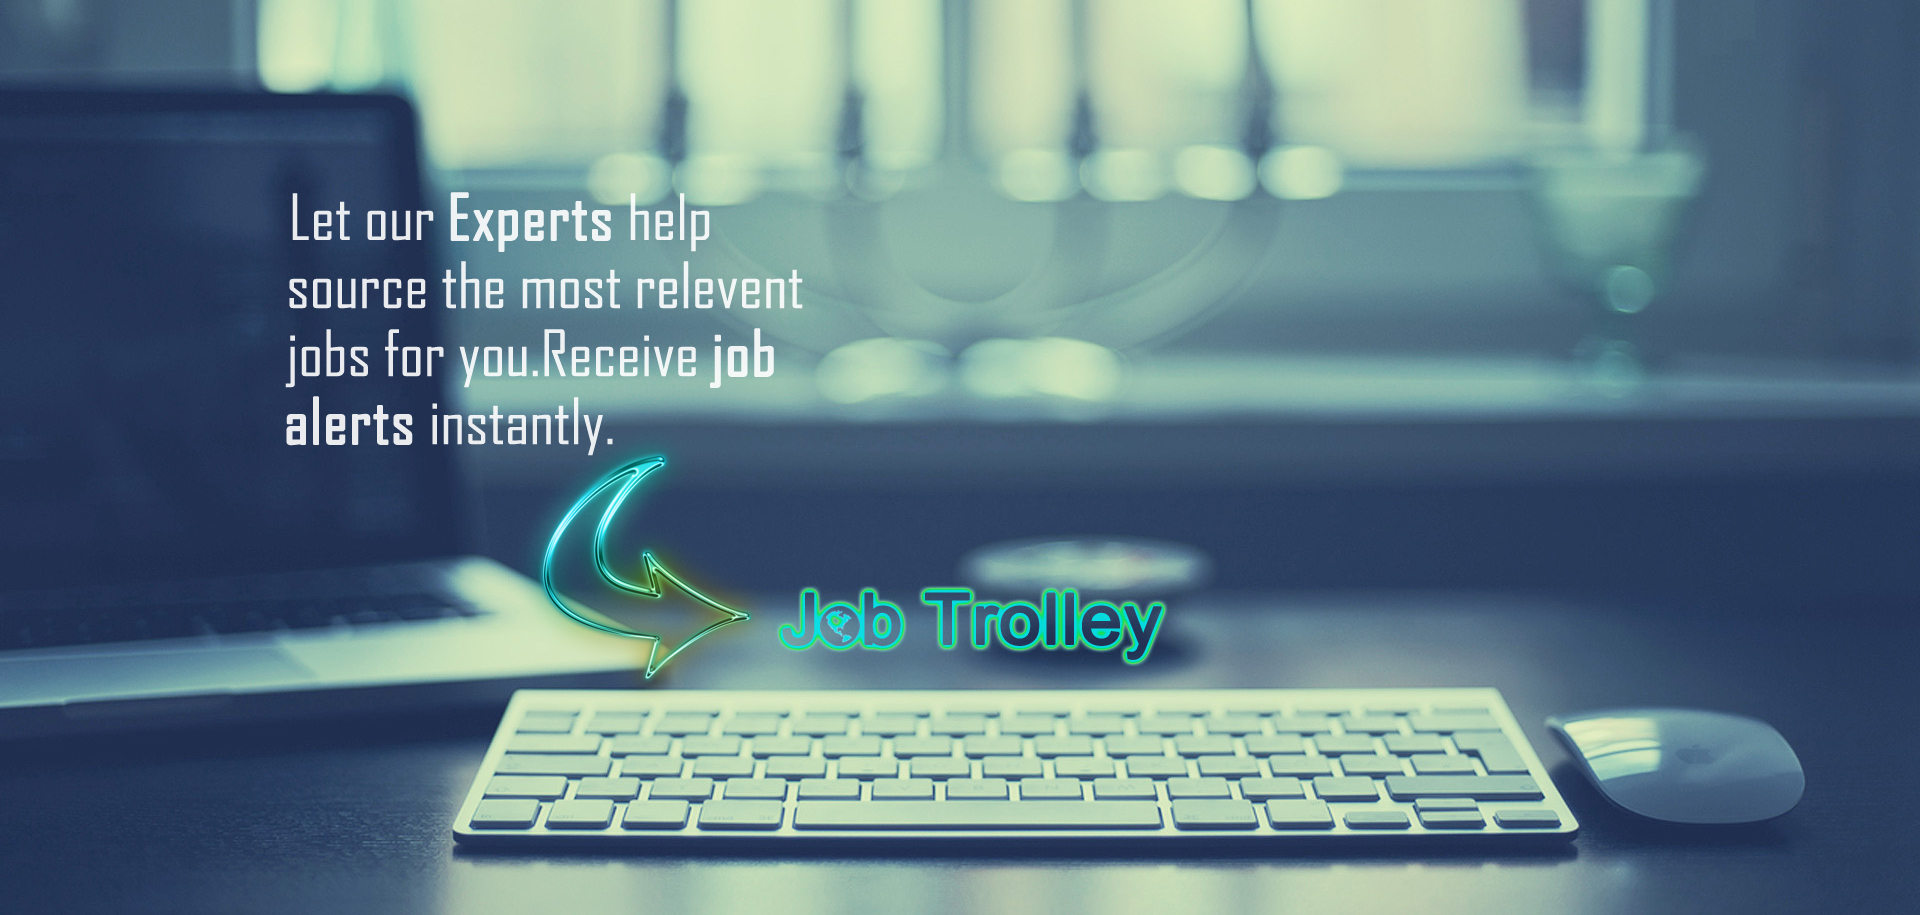 Let our Experts help
source the most relevent
jobs for you.Receive job
alerts instantly.
Job Trolley